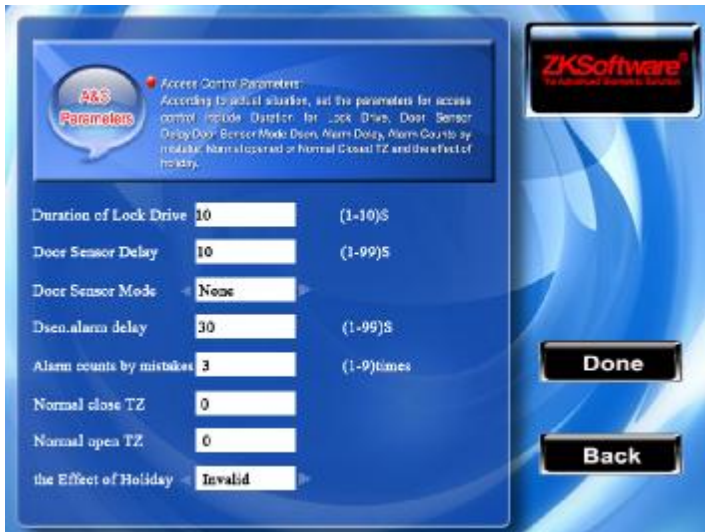 A&C
Parameters
Access Control Parameters:
According to actual situation, set the parameters for access
control include Duration for Lock Drive, Door Sensor
Delay, Door Sensor Mode Dsen, Alarm Delay, Alarm Counts by
mistake, Normal opened or Normal Closed TZ and the effect of
holiday.
ZKSoftware
Duration of Lock Drive 10 (1-10)S
Door Sensor Delay 10 (1-99)S
Door Sensor Mode None
Dsen.alarm delay 30 (1-99)S
Alarm counts by mistakes 3 (1-9)times
Normal close TZ 0
Normal open TZ 0
the Effect of Holiday Invalid
Done
Back